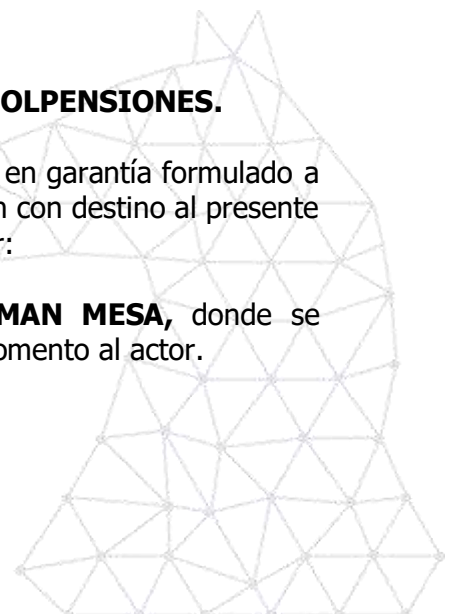 OLPENSIONES.
en garantía formulado a
n con destino al presente
r:
MAN MESA, donde se
omento al actor.